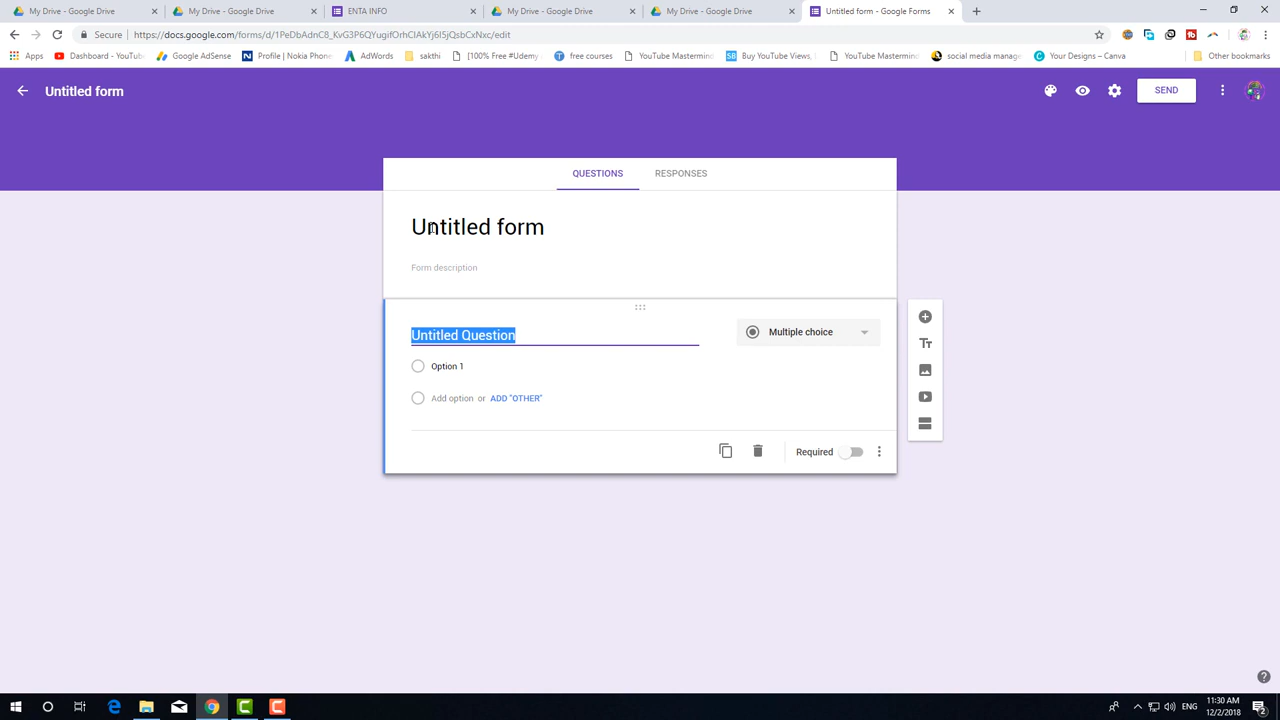 My Drive - Google Drive
My Drive - Google Drive
ENTA INFO
My Drive - Google Drive
My Drive - Google Drive
Untitled form - Google Forms
Secure
https://docs.google.com/forms/d/1PeDbAdnC8_KvG3P6QYugifOrhCIAkYj6I5jQsbCxNxc/edit
Apps
Dashboard - YouTub
Google AdSense
Profile | Nokia Phone
AdWords
sakthi
[100% Free #Udemy
free courses
YouTube Mastermind
Buy YouTube Views,
YouTube Mastermind
social media manage
Your Designs – Canva
Other bookmarks
Untitled form
SEND
QUESTIONS
RESPONSES
Untitled form
Form description
Untitled Question
Multiple choice
Option 1
Add option or ADD "OTHER"
Required
ENG
11:30 AM
12/2/2018
2